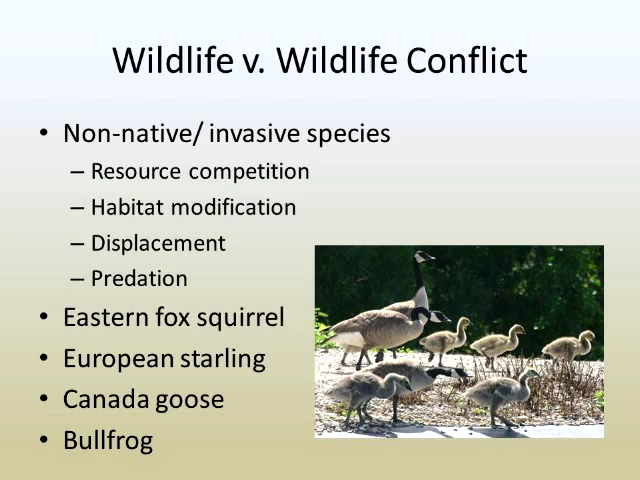 Wildlife v. Wildlife Conflict
• Non-native/ invasive species
– Resource competition
– Habitat modification
– Displacement
– Predation
• Eastern fox squirrel
• European starling
• Canada goose
• Bullfrog